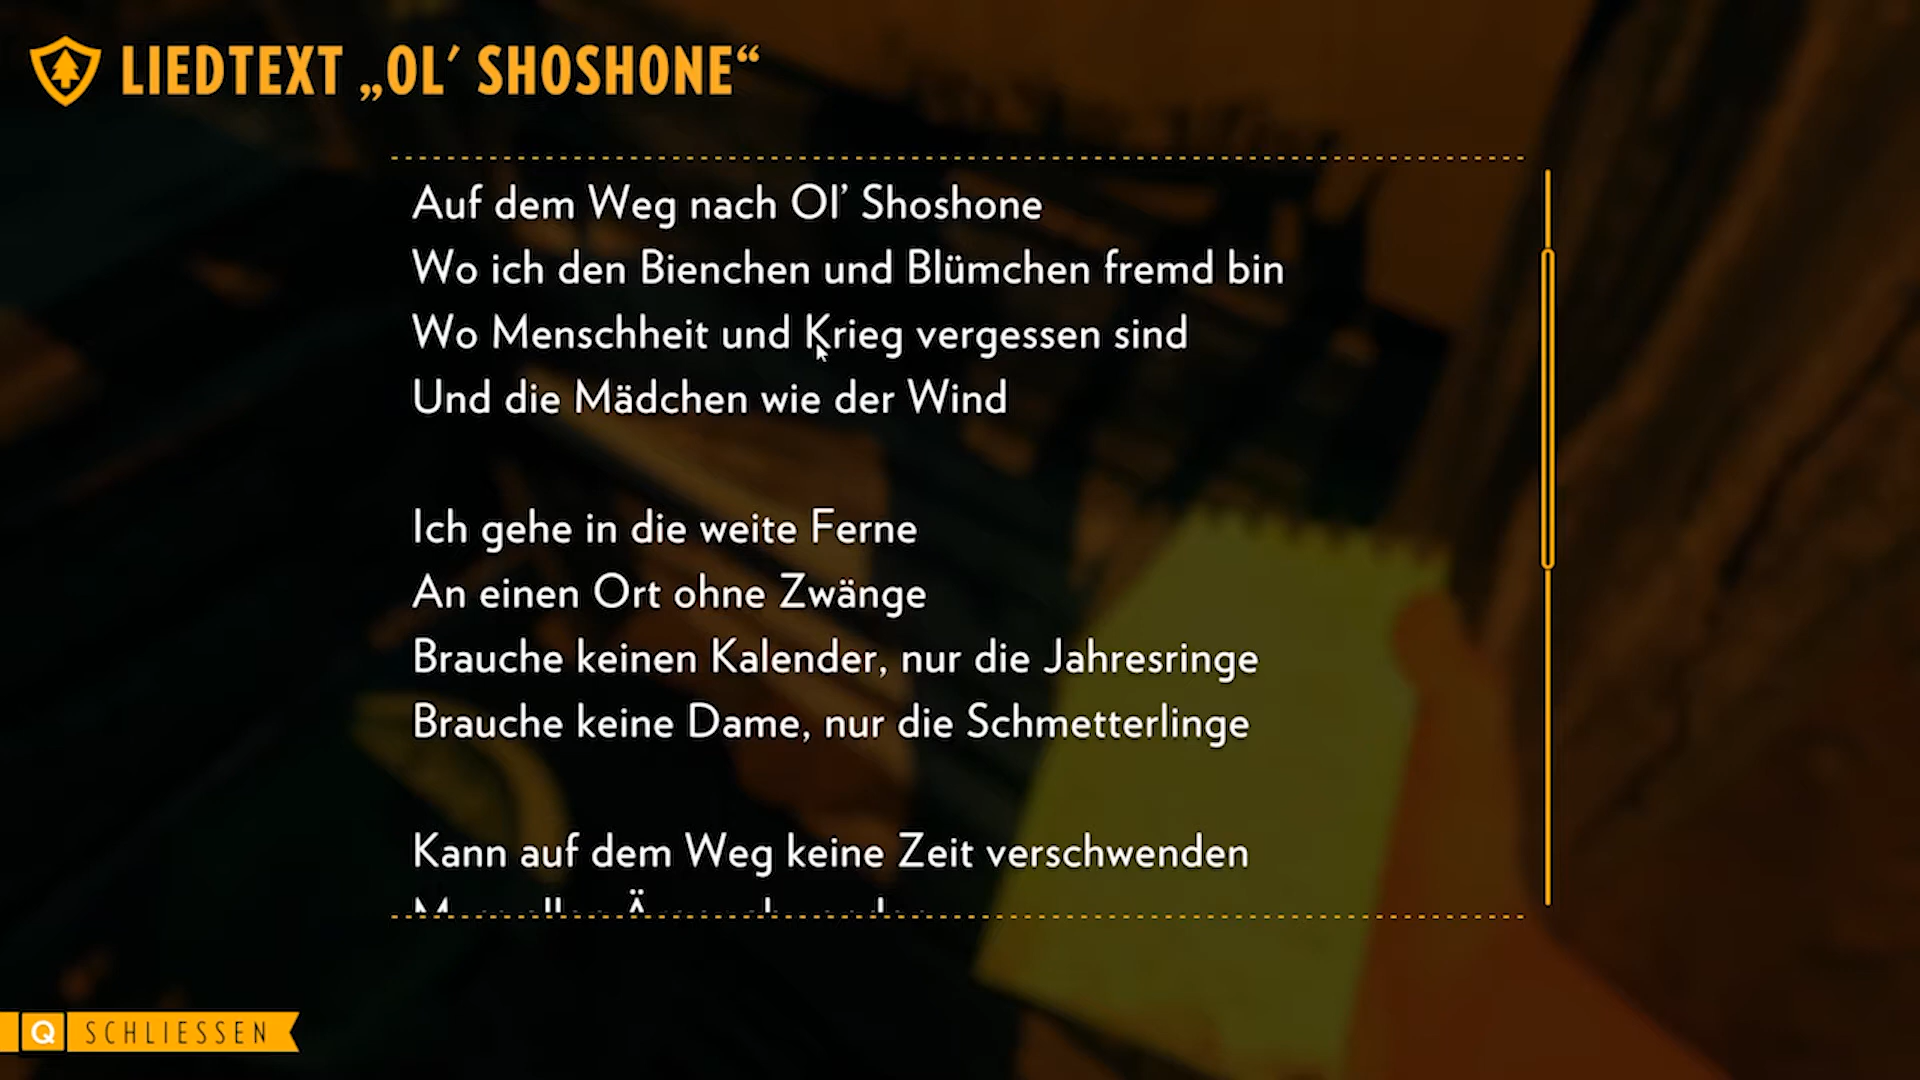 LIEDTEXT „OL’ SHOSHONE“
Auf dem Weg nach Ol’ Shoshone
Wo ich den Bienchen und Blümchen fremd bin
Wo Menschheit und Krieg vergessen sind
Und die Mädchen wie der Wind
Ich gehe in die weite Ferne
An einen Ort ohne Zwänge
Brauche keinen Kalender, nur die Jahresringe
Brauche keine Dame, nur die Schmetterlinge
Kann auf dem Weg keine Zeit verschwenden
Q SCHLIESSEN